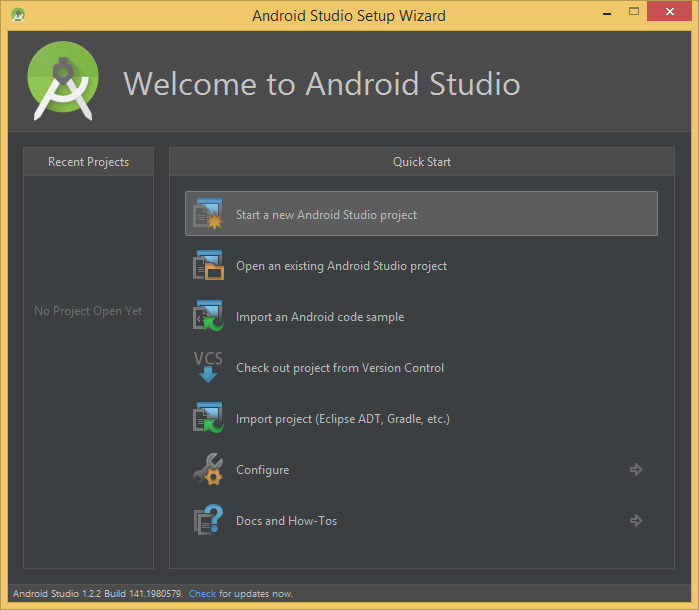 Android Studio Setup Wizard
Welcome to Android Studio
Recent Projects
No Project Open Yet
Quick Start
Start a new Android Studio project
Open an existing Android Studio project
Import an Android code sample
VCS
Check out project from Version Control
Import project (Eclipse ADT, Gradle, etc.)
Configure
Docs and How-Tos
Android Studio 1.2.2 Build 141.1980579. Check for updates now.